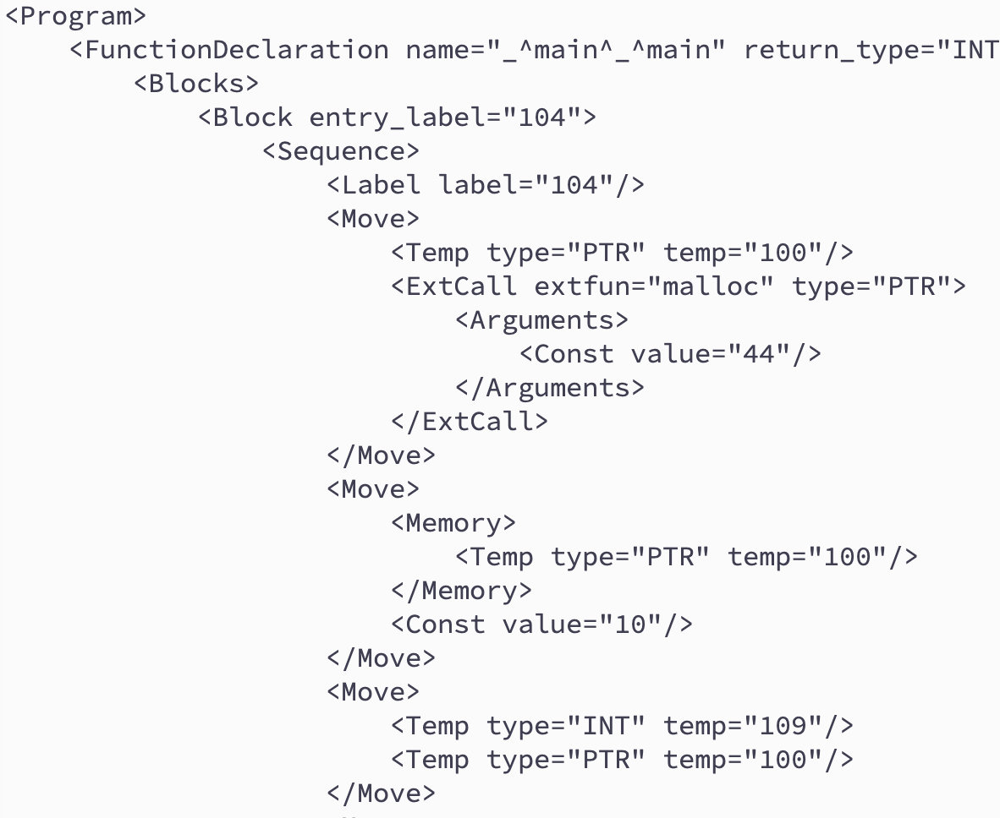 <Program>
    <FunctionDeclaration name="_^main^_^main" return_type="INT
        <Blocks>
            <Block entry_label="104">
                <Sequence>
                    <Label label="104"/>
                    <Move>
                        <Temp type="PTR" temp="100"/>
                        <ExtCall extfun="malloc" type="PTR">
                            <Arguments>
                                <Const value="44"/>
                            </Arguments>
                        </ExtCall>
                    </Move>
                    <Move>
                        <Memory>
                            <Temp type="PTR" temp="100"/>
                        </Memory>
                        <Const value="10"/>
                    </Move>
                    <Move>
                        <Temp type="INT" temp="109"/>
                        <Temp type="PTR" temp="100"/>
                    </Move>